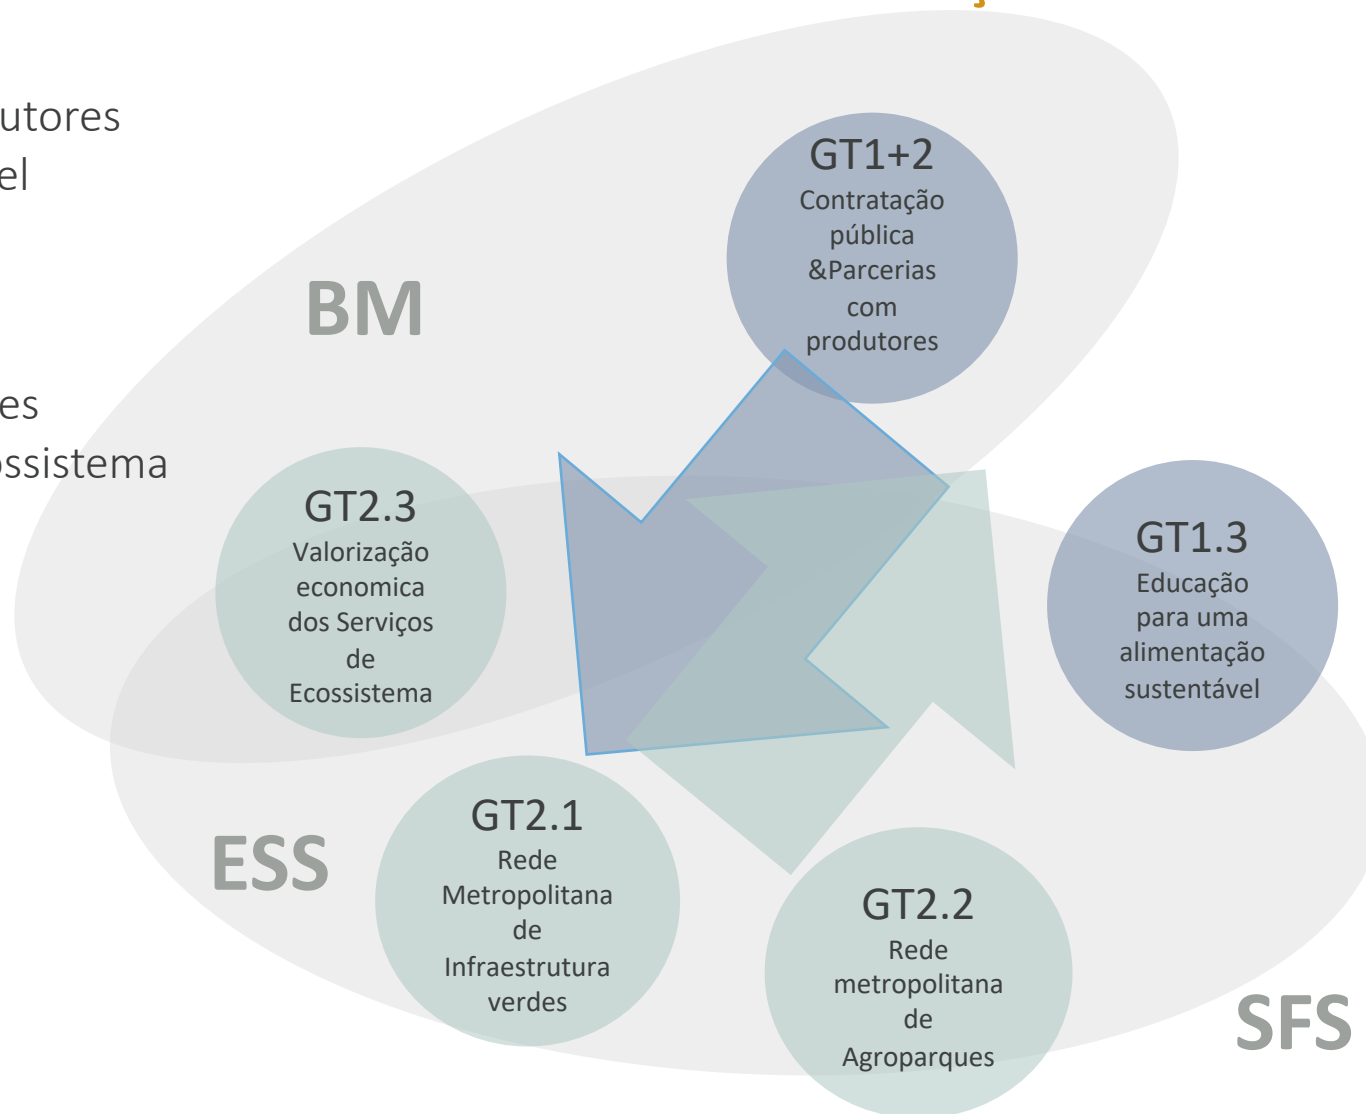 utores
el
es
ossistema
BM
GT1+2
Contratação
pública
&Parcerias
com
produtores
GT2.3
Valorização
economica
dos Serviços
de
Ecossistema
GT1.3
Educação
para uma
alimentação
sustentável
ESS
GT2.1
Rede
Metropolitana
de
Infraestrutura
verdes
GT2.2
Rede
metropolitana
de
Agroparques
SFS